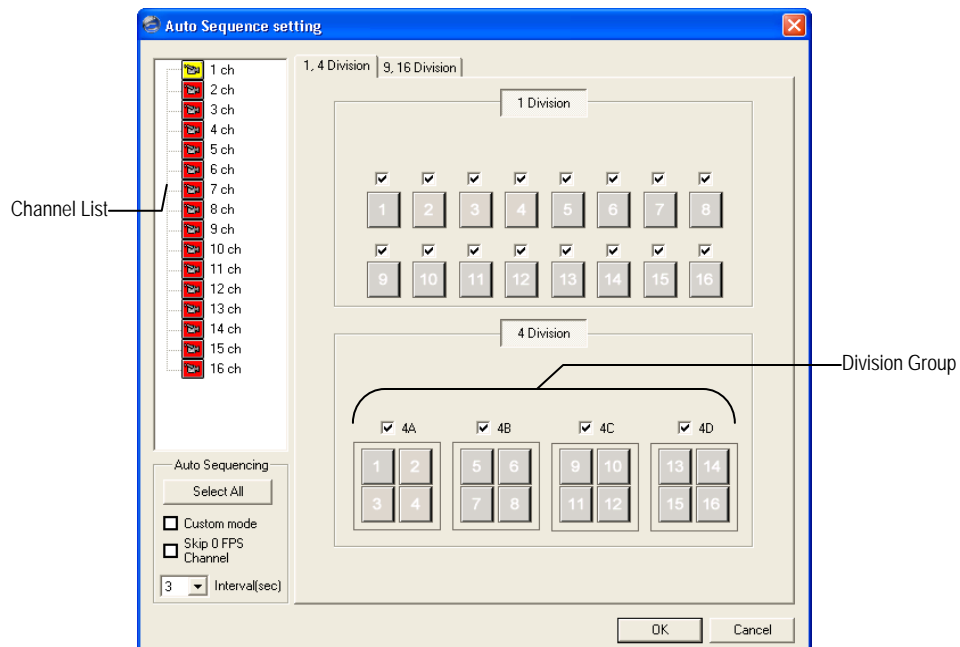 Auto Sequence setting
1 ch
2 ch
3 ch
4 ch
5 ch
6 ch
7 ch
8 ch
9 ch
10 ch
11 ch
12 ch
13 ch
14 ch
15 ch
16 ch
Channel List
Auto Sequencing
Select All
Custom mode
Skip 0 FPS
Channel
3 Interval(sec)
1, 4 Division 9, 16 Division
1 Division
1 2 3 4 5 6 7 8
9 10 11 12 13 14 15 16
4 Division
Division Group
4A 4B 4C 4D
1 2 5 6 9 10 13 14
3 4 7 8 11 12 15 16
OK Cancel